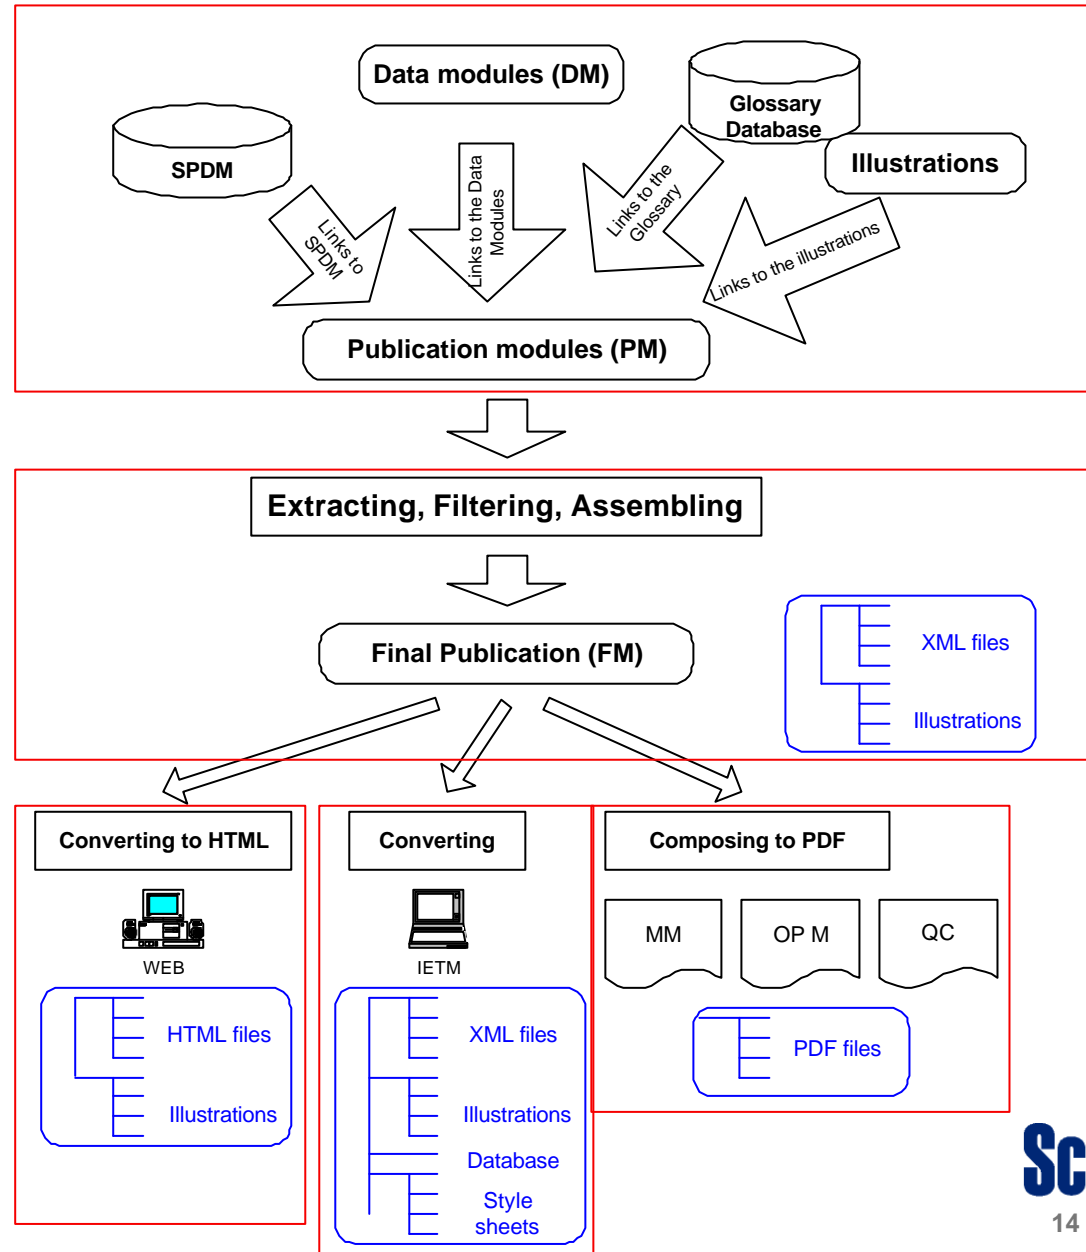 Data modules (DM)
Glossary
Database
SPDM
Illustrations
Links to
SPDM
Links to the Data
Modules
Links to the
Glossary
Links to the illustrations
Publication modules (PM)
Extracting, Filtering, Assembling
Final Publication (FM)
XML files
Illustrations
Converting to HTML
Converting
Composing to PDF
WEB
IETM
MM
OP M
QC
HTML files
Illustrations
XML files
Illustrations
Database
Style
sheets
PDF files
Sc
14